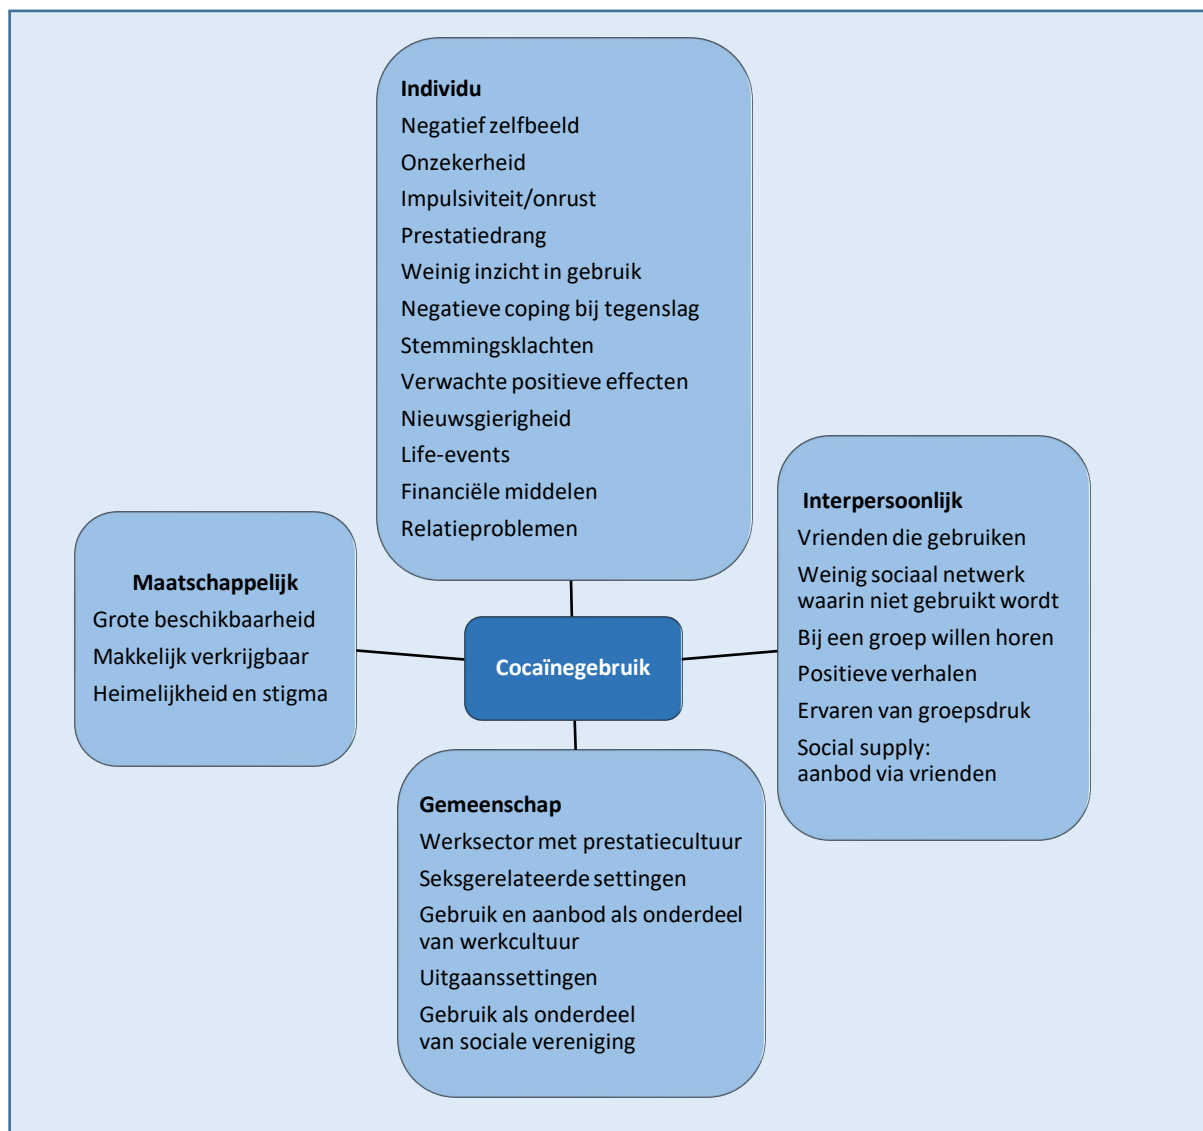 Individu
Negatief zelfbeeld
Onzekerheid
Impulsiviteit/onrust
Prestatiedrang
Weinig inzicht in gebruik
Negatieve coping bij tegenslag
Stemmingsklachten
Verwachte positieve effecten
Nieuwsgierigheid
Life-events
Financiële middelen
Relatieproblemen
Maatschappelijk
Grote beschikbaarheid
Makkelijk verkrijgbaar
Heimelijkheid en stigma
Cocaïnegebruik
Interpersoonlijk
Vrienden die gebruiken
Weinig sociaal netwerk
waarin niet gebruikt wordt
Bij een groep willen horen
Positieve verhalen
Ervaren van groepsdruk
Social supply:
aanbod via vrienden
Gemeenschap
Werksector met prestatiecultuur
Seksgerelateerde settingen
Gebruik en aanbod als onderdeel
van werkcultuur
Uitgaanssettingen
Gebruik als onderdeel
van sociale vereniging